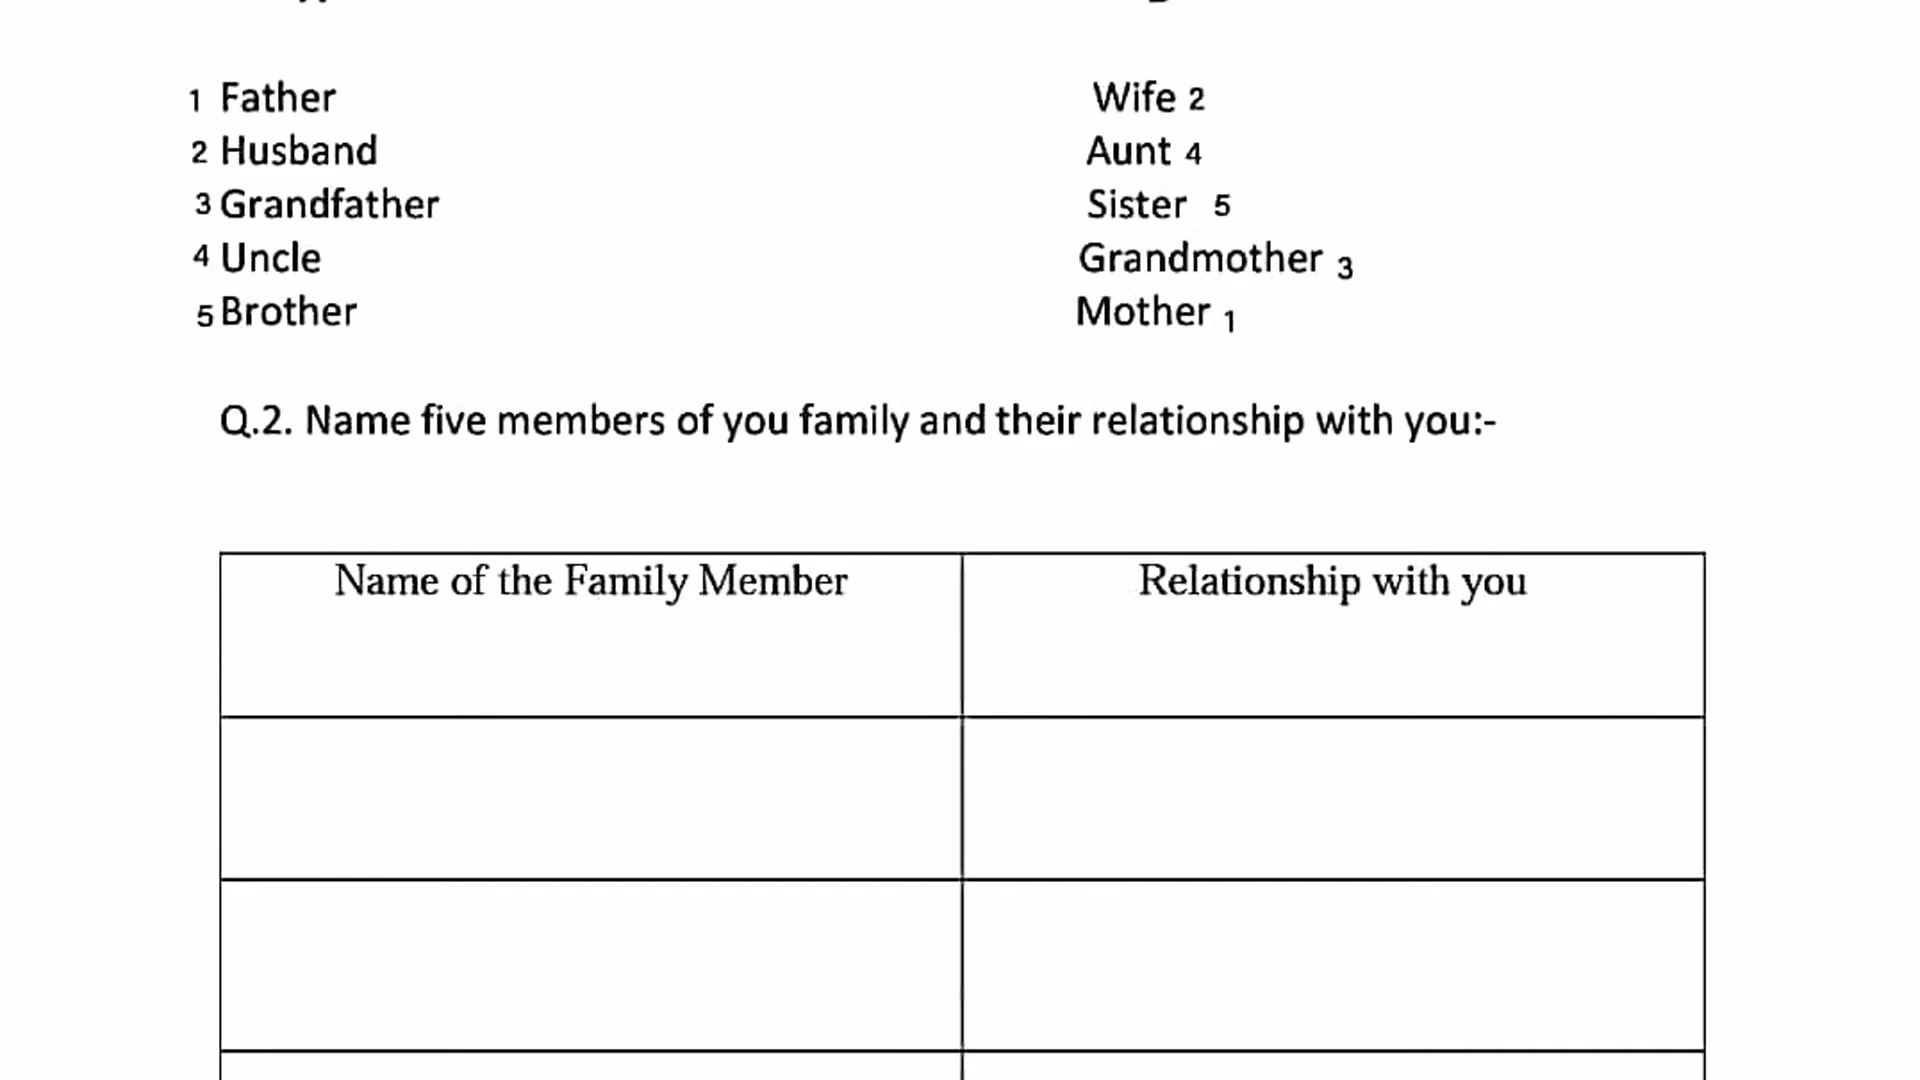 1 Father Wife 2
2 Husband Aunt 4
3 Grandfather Sister 5
4 Uncle Grandmother 3
5 Brother Mother 1
Q.2. Name five members of you family and their relationship with you:-
Name of the Family Member Relationship with you